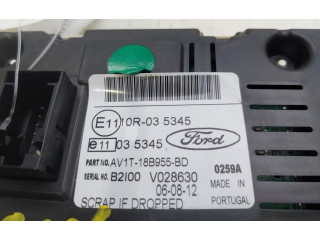 E11 10R-03 5345
e11 03 5345
Ford
PART NO. AV1T-18B955-BD
0259A
SERIAL NO. B2I00 V028630
06-08-12
MADE IN
PORTUGAL
SCRAP IF DROPPED